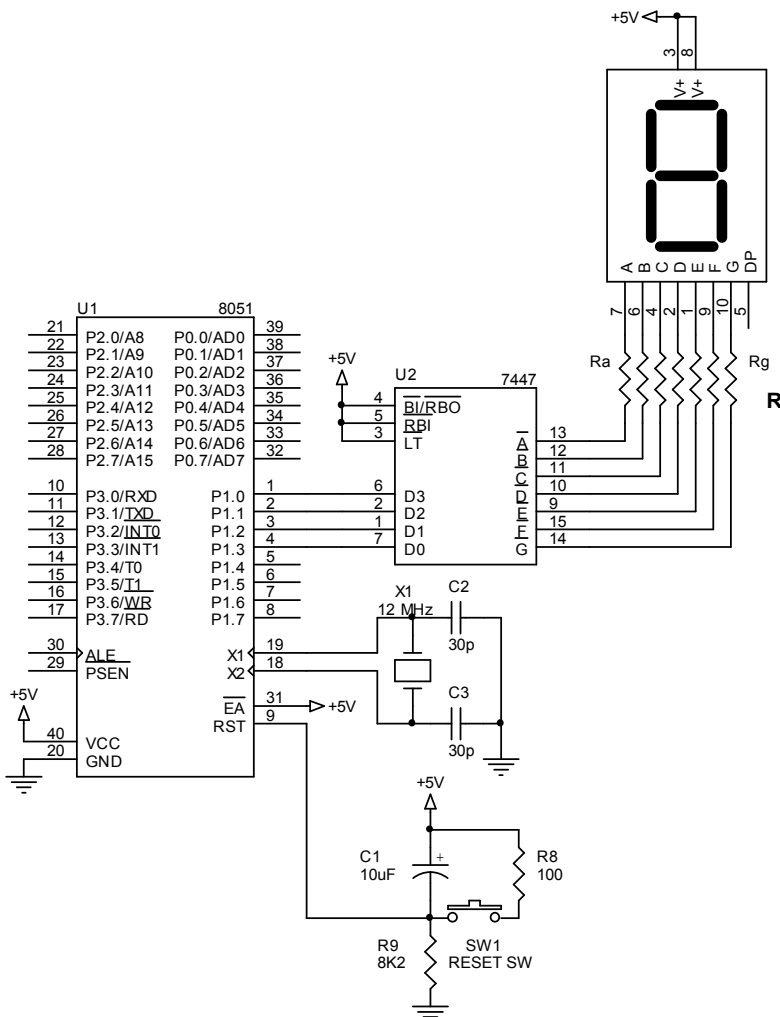 +5V
3 8
V+ V+
A B C D E F G DP
7 6 4 2 1 9 10 5
Ra Rg
R
U1 8051
21 P2.0/A8 P0.0/AD0 39
22 P2.1/A9 P0.1/AD1 38
23 P2.2/A10 P0.2/AD2 37
24 P2.3/A11 P0.3/AD3 36
25 P2.4/A12 P0.4/AD4 35
26 P2.5/A13 P0.5/AD5 34
27 P2.6/A14 P0.6/AD6 33
28 P2.7/A15 P0.7/AD7 32
10 P3.0/RXD P1.0 1
11 P3.1/TXD P1.1 2
12 P3.2/INT0 P1.2 3
13 P3.3/INT1 P1.3 4
14 P3.4/T0 P1.4 5
15 P3.5/T1 P1.5 6
16 P3.6/WR P1.6 7
17 P3.7/RD P1.7 8
30 ALE X1 19
29 PSEN X2 18
EA 31 +5V
RST 9
+5V
40 VCC
20 GND
+5V
U2 7447
4 BI/RBO
5 RBI
3 LT
6 D3
2 D2
1 D1
7 D0
A 13
B 12
C 11
D 10
E 9
F 15
G 14
X1
12 MHz
C2
30p
C3
30p
+5V
C1
10uF
+
R8
100
R9
8K2
SW1
RESET SW